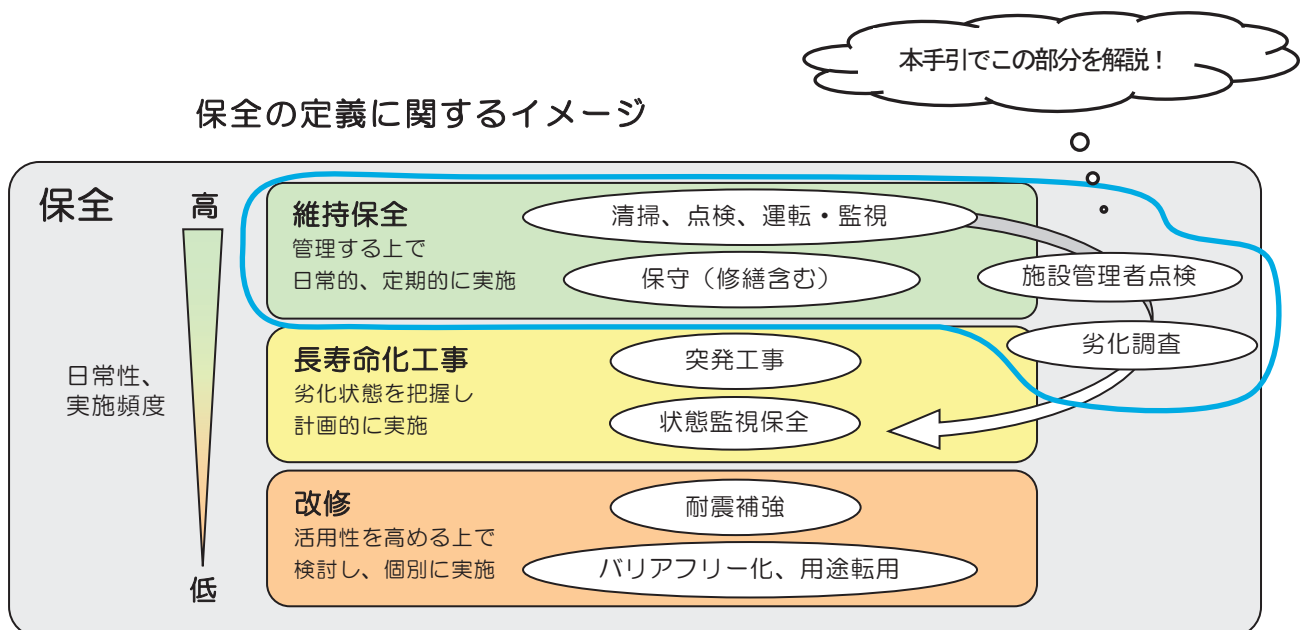 本手引でこの部分を解説！
保全の定義に関するイメージ
保全
高
日常性、
実施頻度
低
維持保全
管理する上で
日常的、定期的に実施
清掃、点検、運転・監視
保守（修繕含む）
施設管理者点検
劣化調査
長寿命化工事
劣化状態を把握し
計画的に実施
突発工事
状態監視保全
改修
活用性を高める上で
検討し、個別に実施
耐震補強
バリアフリー化、用途転用